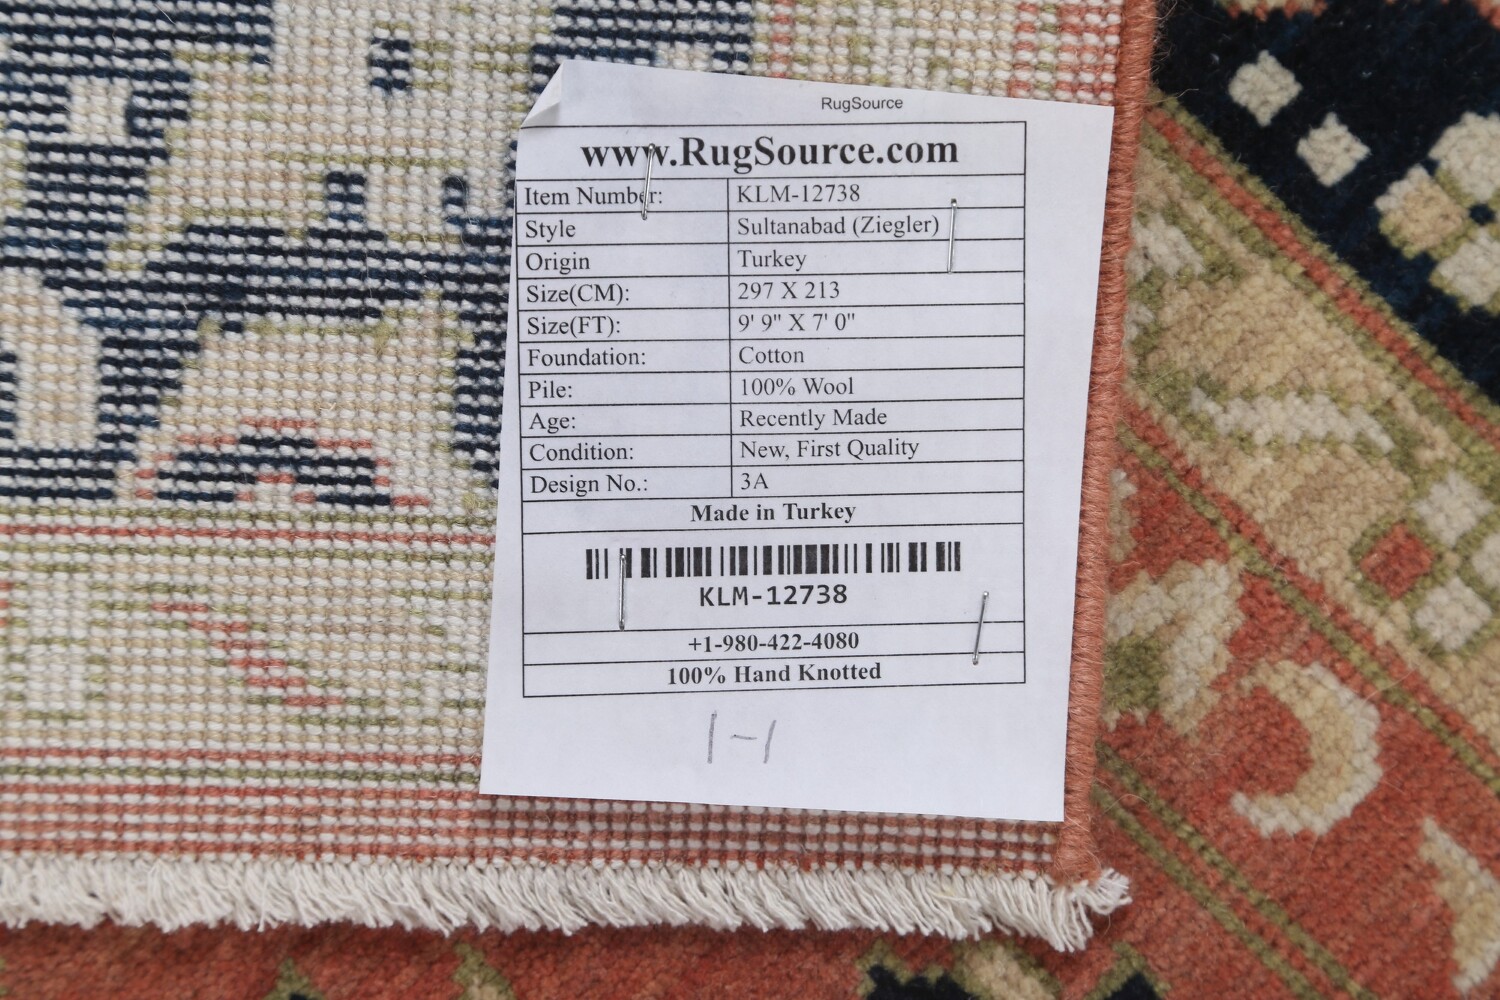 RugSource
www.RugSource.com
Item Number: KLM-12738
Style Sultanabad (Ziegler)
Origin Turkey
Size(CM): 297 X 213
Size(FT): 9' 9" X 7' 0"
Foundation: Cotton
Pile: 100% Wool
Age: Recently Made
Condition: New, First Quality
Design No.: 3A
Made in Turkey
KLM-12738
+1-980-422-4080
100% Hand Knotted
1-1